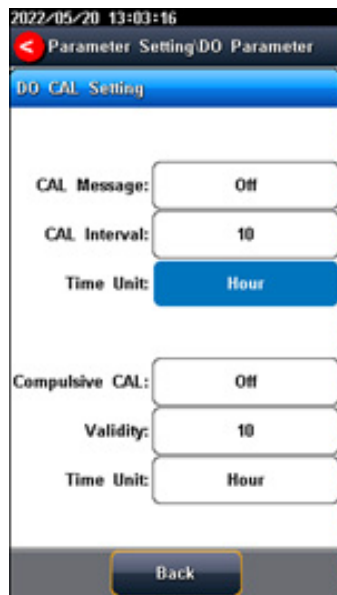 2022/05/20 13:03:16
< Parameter Setting\DO Parameter
DO CAL Setting
CAL Message: Off
CAL Interval: 10
Time Unit: Hour
Compulsive CAL: Off
Validity: 10
Time Unit: Hour
Back